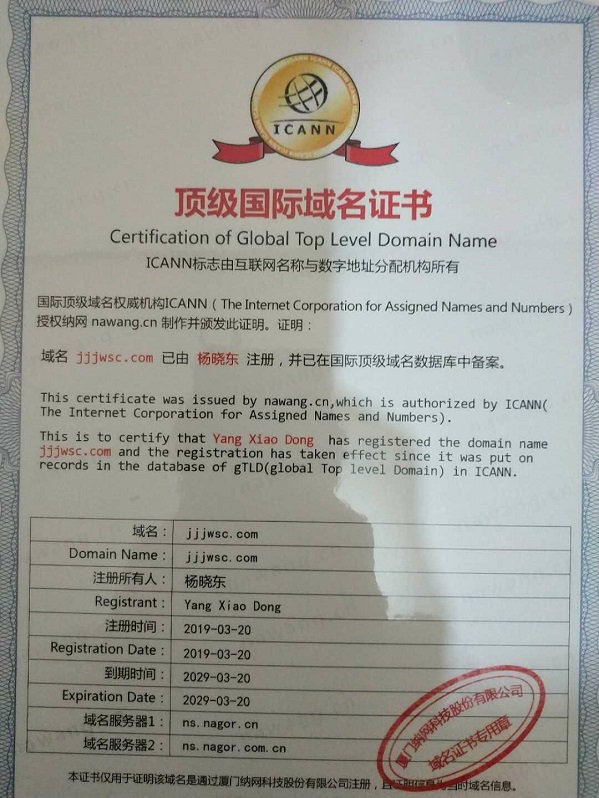 ICANN
顶级国际域名证书
Certification of Global Top Level Domain Name
ICANN标志由互联网名称与数字地址分配机构所有
国际顶级域名权威机构ICANN（The Internet Corporation for Assigned Names and Numbers）
授权纳网 nawang.cn 制作并颁发此证明。证明：
域名 jjjwsc.com 已由 杨晓东 注册，并已在国际顶级域名数据库中备案。
This certificate was issued by nawang.cn,which is authorized by ICANN(
The Internet Corporation for Assigned Names and Numbers).
This is to certify that Yang Xiao Dong has registered the domain name
jjjwsc.com and the registration has taken effect since it was put on
records in the database of gTLD(global Top level Domain) in ICANN.
域名： jjjwsc.com
Domain Name： jjjwsc.com
注册所有人： 杨晓东
Registrant： Yang Xiao Dong
注册时间： 2019-03-20
Registration Date： 2019-03-20
到期时间： 2029-03-20
Expiration Date： 2029-03-20
域名服务器1： ns.nagor.cn
域名服务器2： ns.nagor.com.cn
厦门纳网科技股份有限公司
域名证书专用章
本证书仅用于证明该域名是通过厦门纳网科技股份有限公司注册，且证明信息为当时域名信息。